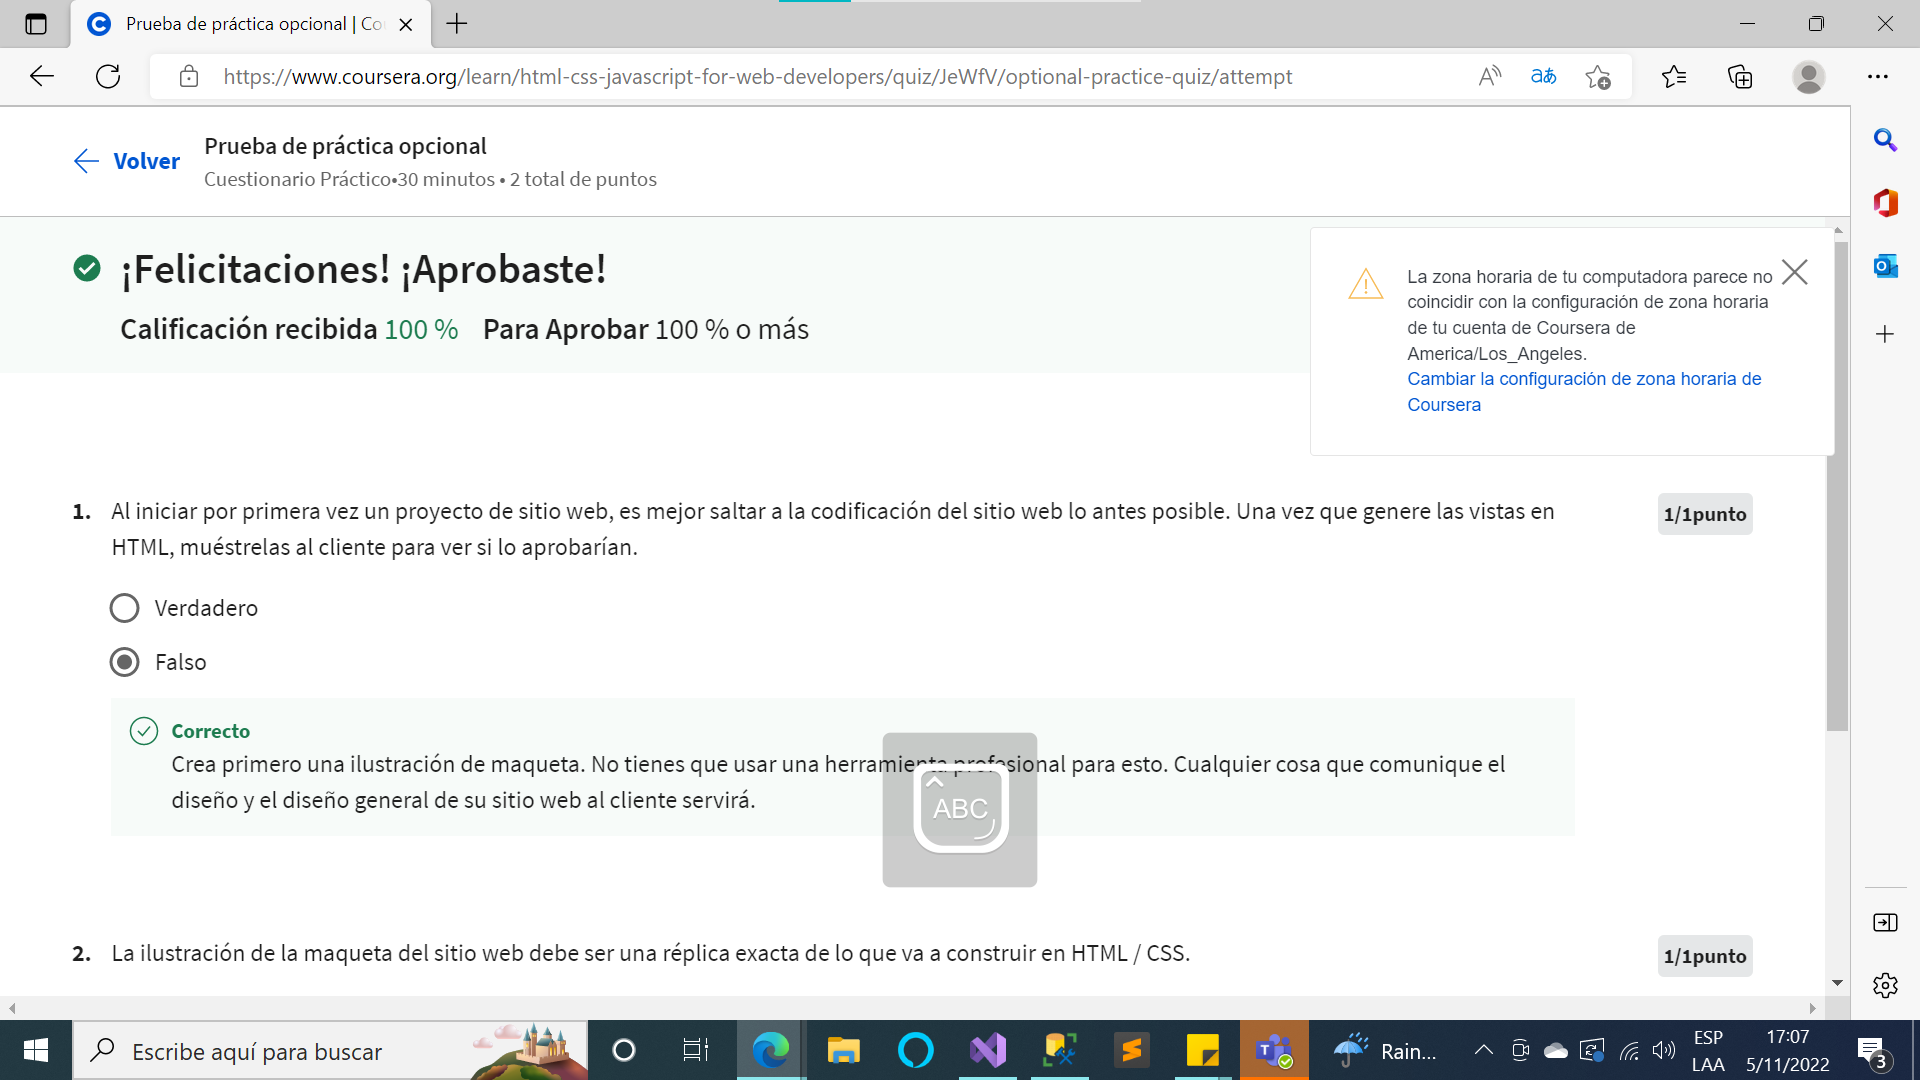 Prueba de práctica opcional | Co
https://www.coursera.org/learn/html-css-javascript-for-web-developers/quiz/JeWfV/optional-practice-quiz/attempt
Volver
Prueba de práctica opcional
Cuestionario Práctico•30 minutos • 2 total de puntos
¡Felicitaciones! ¡Aprobaste!
Calificación recibida 100 % Para Aprobar 100 % o más
La zona horaria de tu computadora parece no
coincidir con la configuración de zona horaria
de tu cuenta de Coursera de
America/Los_Angeles.
Cambiar la configuración de zona horaria de
Coursera
1. Al iniciar por primera vez un proyecto de sitio web, es mejor saltar a la codificación del sitio web lo antes posible. Una vez que genere las vistas en
HTML, muéstrelas al cliente para ver si lo aprobarían.
1/1punto
Verdadero
Falso
Correcto
Crea primero una ilustración de maqueta. No tienes que usar una herramienta profesional para esto. Cualquier cosa que comunique el
diseño y el diseño general de su sitio web al cliente servirá.
ABC
2. La ilustración de la maqueta del sitio web debe ser una réplica exacta de lo que va a construir en HTML / CSS.
1/1punto
Escribe aquí para buscar
Rain...
ESP
LAA
17:07
5/11/2022
3